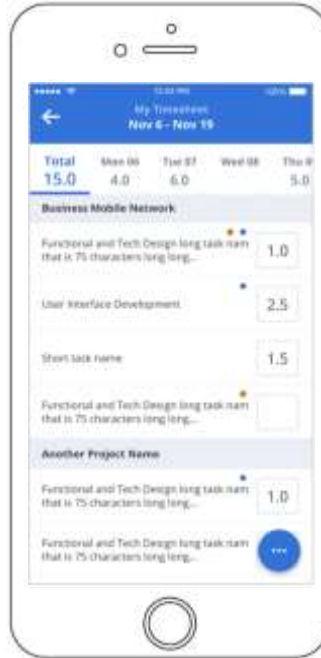 My Timesheet
Nov 6 - Nov 19
Total Mon 06 Tue 07 Wed 08 Thu
15.0 4.0 6.0 5.0
Business Mobile Network
Functional and Tech Design long task nam
that is 75 characters long long...
1.0
User Interface Development
2.5
Short task name
1.5
Functional and Tech Design long task nam
that is 75 characters long long...
Another Project Name
Functional and Tech Design long task nam
that is 75 characters long long...
1.0
Functional and Tech Design long task nam
that is 75 characters long long...